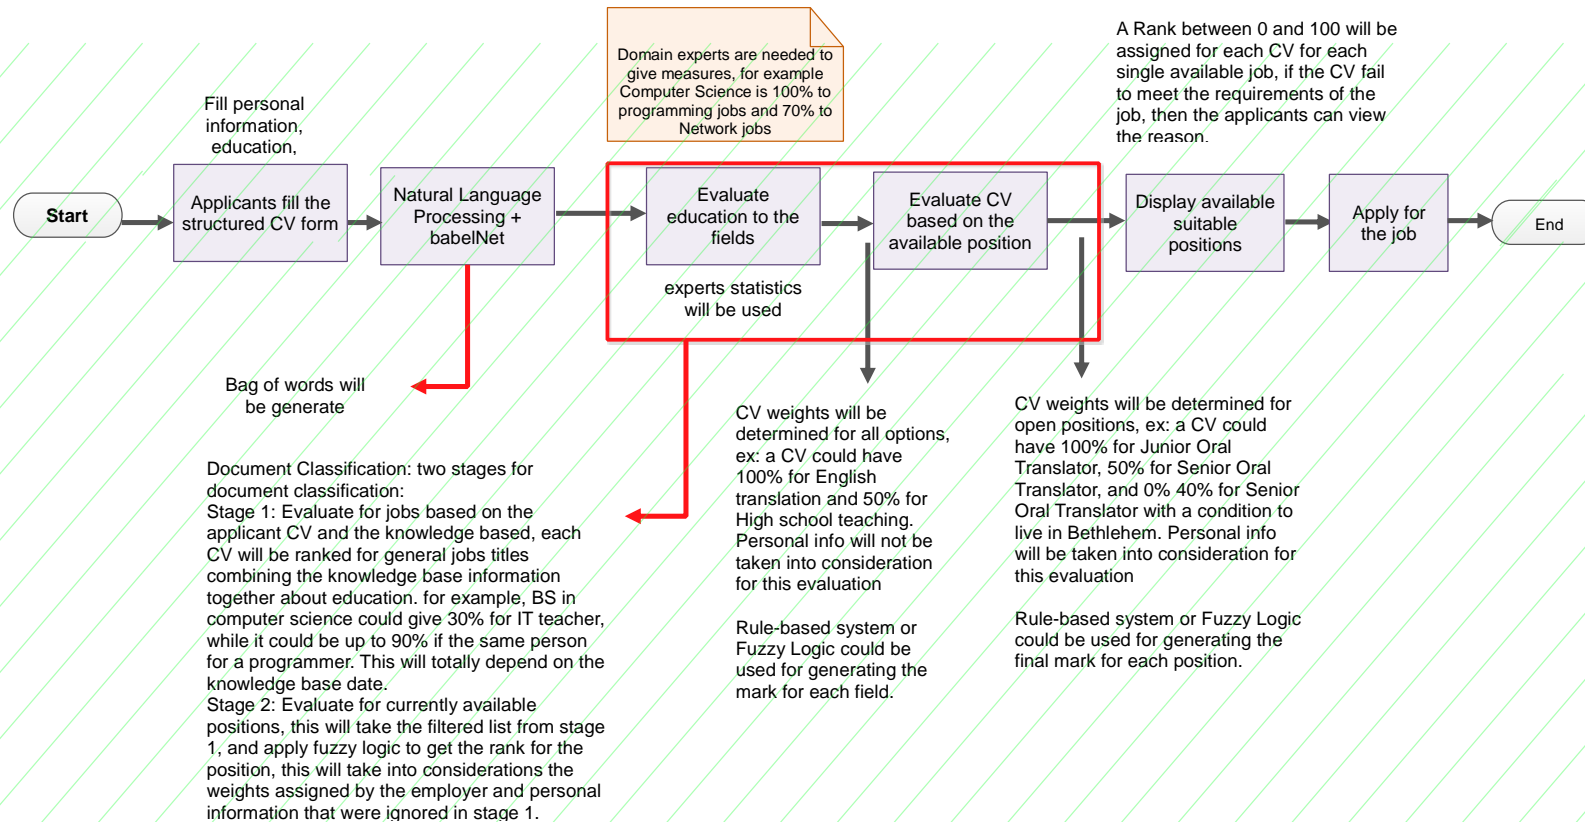 Domain experts are needed to
give measures, for example
Computer Science is 100% to
programming jobs and 70% to
Network jobs
A Rank between 0 and 100 will be
assigned for each CV for each
single available job, if the CV fail
to meet the requirements of the
job, then the applicants can view
the reason.
Fill personal
information,
education,
Start
Applicants fill the
structured CV form
Natural Language
Processing +
babelNet
Evaluate
education to the
fields
Evaluate CV
based on the
available position
Display available
suitable
positions
Apply for
the job
End
experts statistics
will be used
Bag of words will
be generate
Document Classification: two stages for
document classification:
Stage 1: Evaluate for jobs based on the
applicant CV and the knowledge based, each
CV will be ranked for general jobs titles
combining the knowledge base information
together about education. for example, BS in
computer science could give 30% for IT teacher,
while it could be up to 90% if the same person
for a programmer. This will totally depend on the
knowledge base date.
Stage 2: Evaluate for currently available
positions, this will take the filtered list from stage
1, and apply fuzzy logic to get the rank for the
position, this will take into considerations the
weights assigned by the employer and personal
information that were ignored in stage 1.
CV weights will be
determined for all options,
ex: a CV could have
100% for English
translation and 50% for
High school teaching.
Personal info will not be
taken into consideration
for this evaluation
Rule-based system or
Fuzzy Logic could be
used for generating the
mark for each field.
CV weights will be determined for
open positions, ex: a CV could
have 100% for Junior Oral
Translator, 50% for Senior Oral
Translator, and 0% 40% for Senior
Oral Translator with a condition to
live in Bethlehem. Personal info
will be taken into consideration for
this evaluation
Rule-based system or Fuzzy Logic
could be used for generating the
final mark for each position.